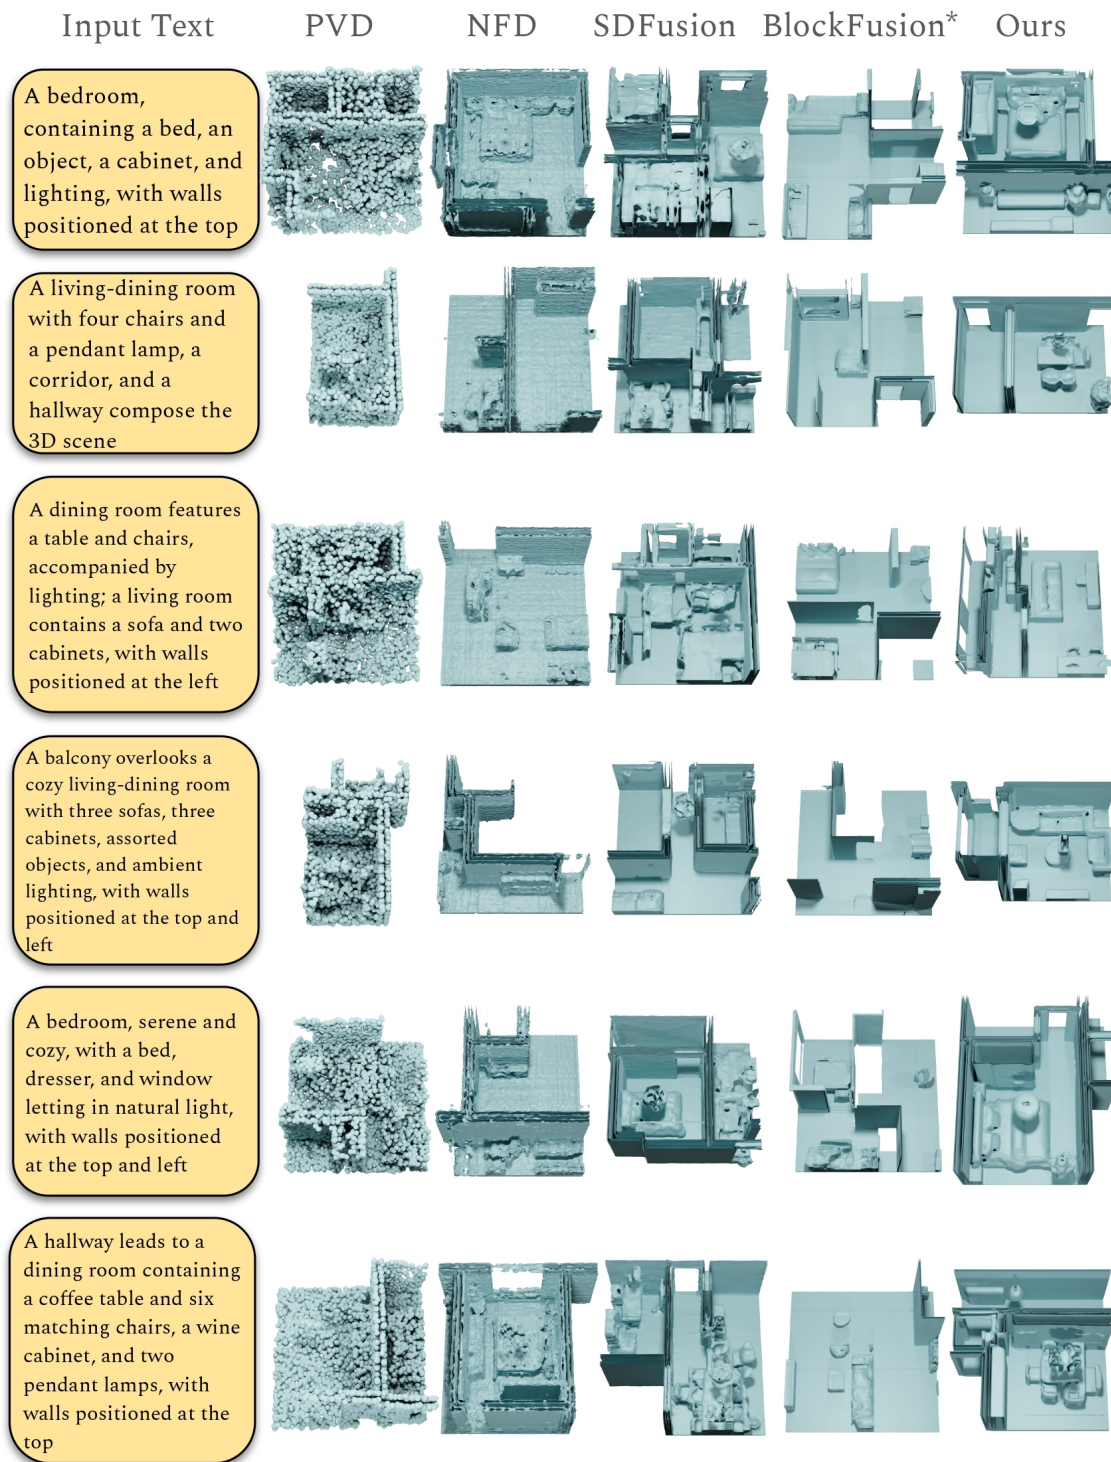 Input Text PVD NFD SDFusion BlockFusion* Ours
A bedroom,
containing a bed, an
object, a cabinet, and
lighting, with walls
positioned at the top
A living-dining room
with four chairs and
a pendant lamp, a
corridor, and a
hallway compose the
3D scene
A dining room features
a table and chairs,
accompanied by
lighting; a living room
contains a sofa and two
cabinets, with walls
positioned at the left
A balcony overlooks a
cozy living-dining room
with three sofas, three
cabinets, assorted
objects, and ambient
lighting, with walls
positioned at the top and
left
A bedroom, serene and
cozy, with a bed,
dresser, and window
letting in natural light,
with walls positioned
at the top and left
A hallway leads to a
dining room containing
a coffee table and six
matching chairs, a wine
cabinet, and two
pendant lamps, with
walls positioned at the
top